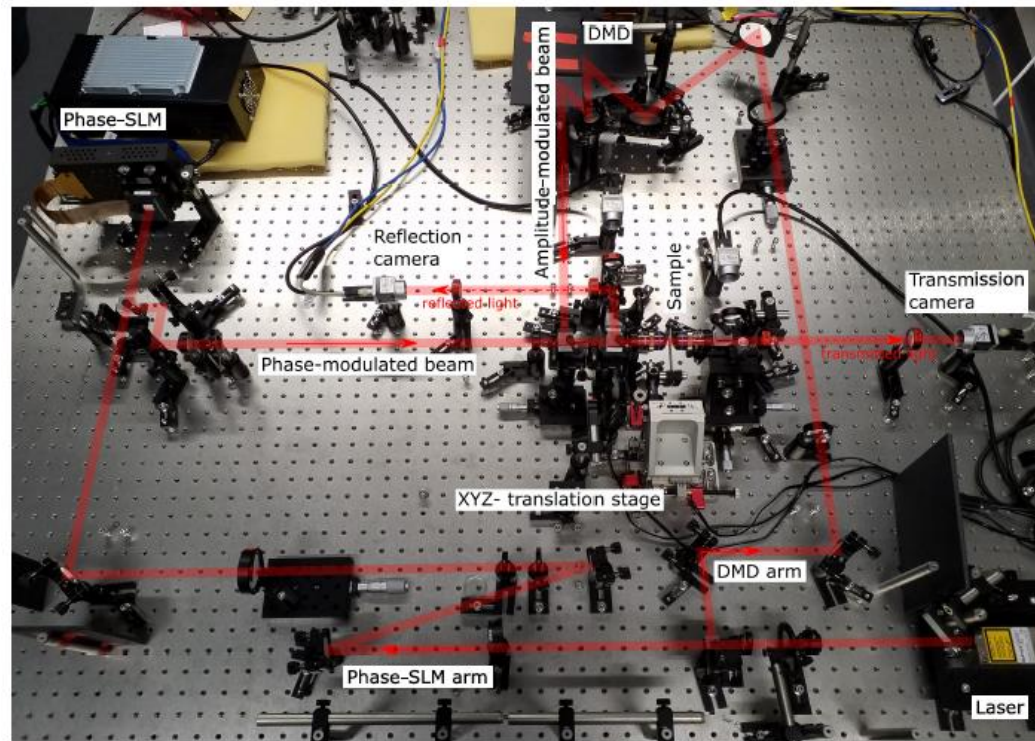 DMD
Phase-SLM
Amplitude-modulated beam
Reflection
camera
reflected light
Sample
Transmission
camera
transmitted light
Phase-modulated beam
XYZ- translation stage
DMD arm
Phase-SLM arm
Laser